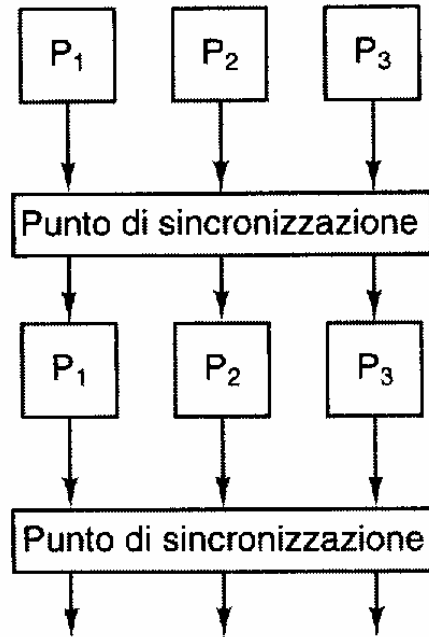 P₁ P₂ P₃
Punto di sincronizzazione
P₁ P₂ P₃
Punto di sincronizzazione